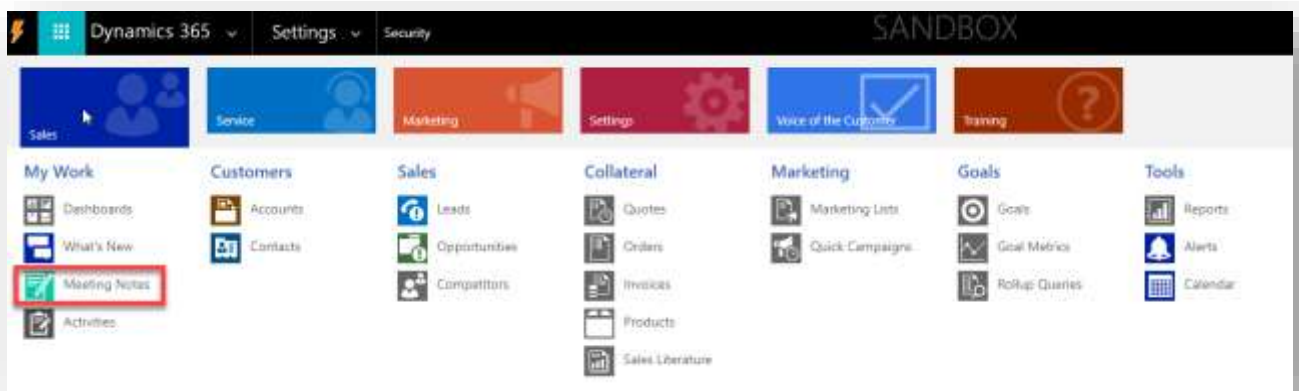 Dynamics 365 Settings Security SANDBOX
Sales Service Marketing Settings Voice of the Customer Training
My Work Customers Sales Collateral Marketing Goals Tools
Dashboards Accounts Leads Quotes Marketing Lists Goals Reports
What's New Contacts Opportunities Orders Quick Campaigns Goal Metrics Alerts
Meeting Notes Competitors Invoices Rollup Queries Calendar
Activities Products
Sales Literature